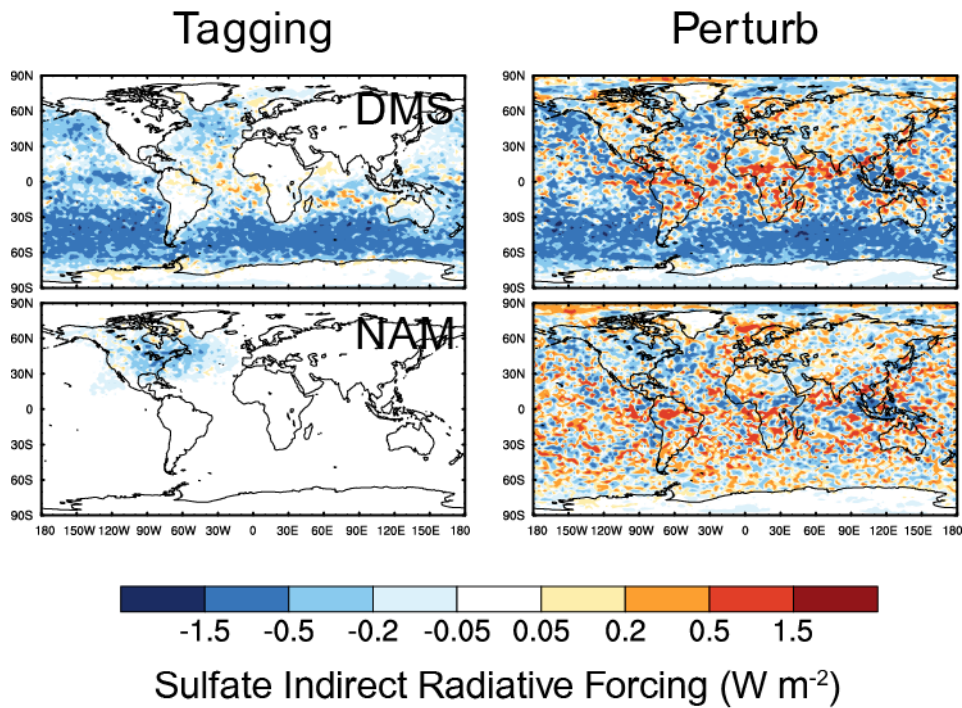 Tagging Perturb
90N
60N
30N
0
30S
60S
90S
DMS
90N
60N
30N
0
30S
60S
90S
90N
60N
30N
0
30S
60S
90S
NAM
90N
60N
30N
0
30S
60S
90S
180 150W 120W 90W 60W 30W 0 30E 60E 90E 120E 150E 180
180 150W 120W 90W 60W 30W 0 30E 60E 90E 120E 150E 180
-1.5 -0.5 -0.2 -0.05 0.05 0.2 0.5 1.5
Sulfate Indirect Radiative Forcing (W m-2)